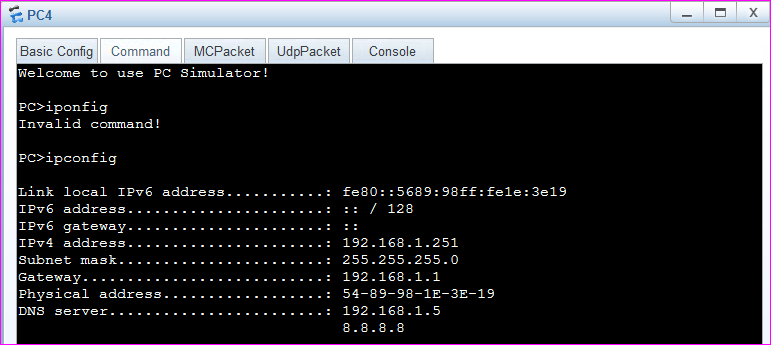 PC4
Basic Config Command MCPacket UdpPacket Console
Welcome to use PC Simulator!
PC>iponfig
Invalid command!
PC>ipconfig
Link local IPv6 address...........: fe80::5689:98ff:fe1e:3e19
IPv6 address......................: :: / 128
IPv6 gateway......................: ::
IPv4 address......................: 192.168.1.251
Subnet mask.......................: 255.255.255.0
Gateway...........................: 192.168.1.1
Physical address..................: 54-89-98-1E-3E-19
DNS server........................: 192.168.1.5
8.8.8.8